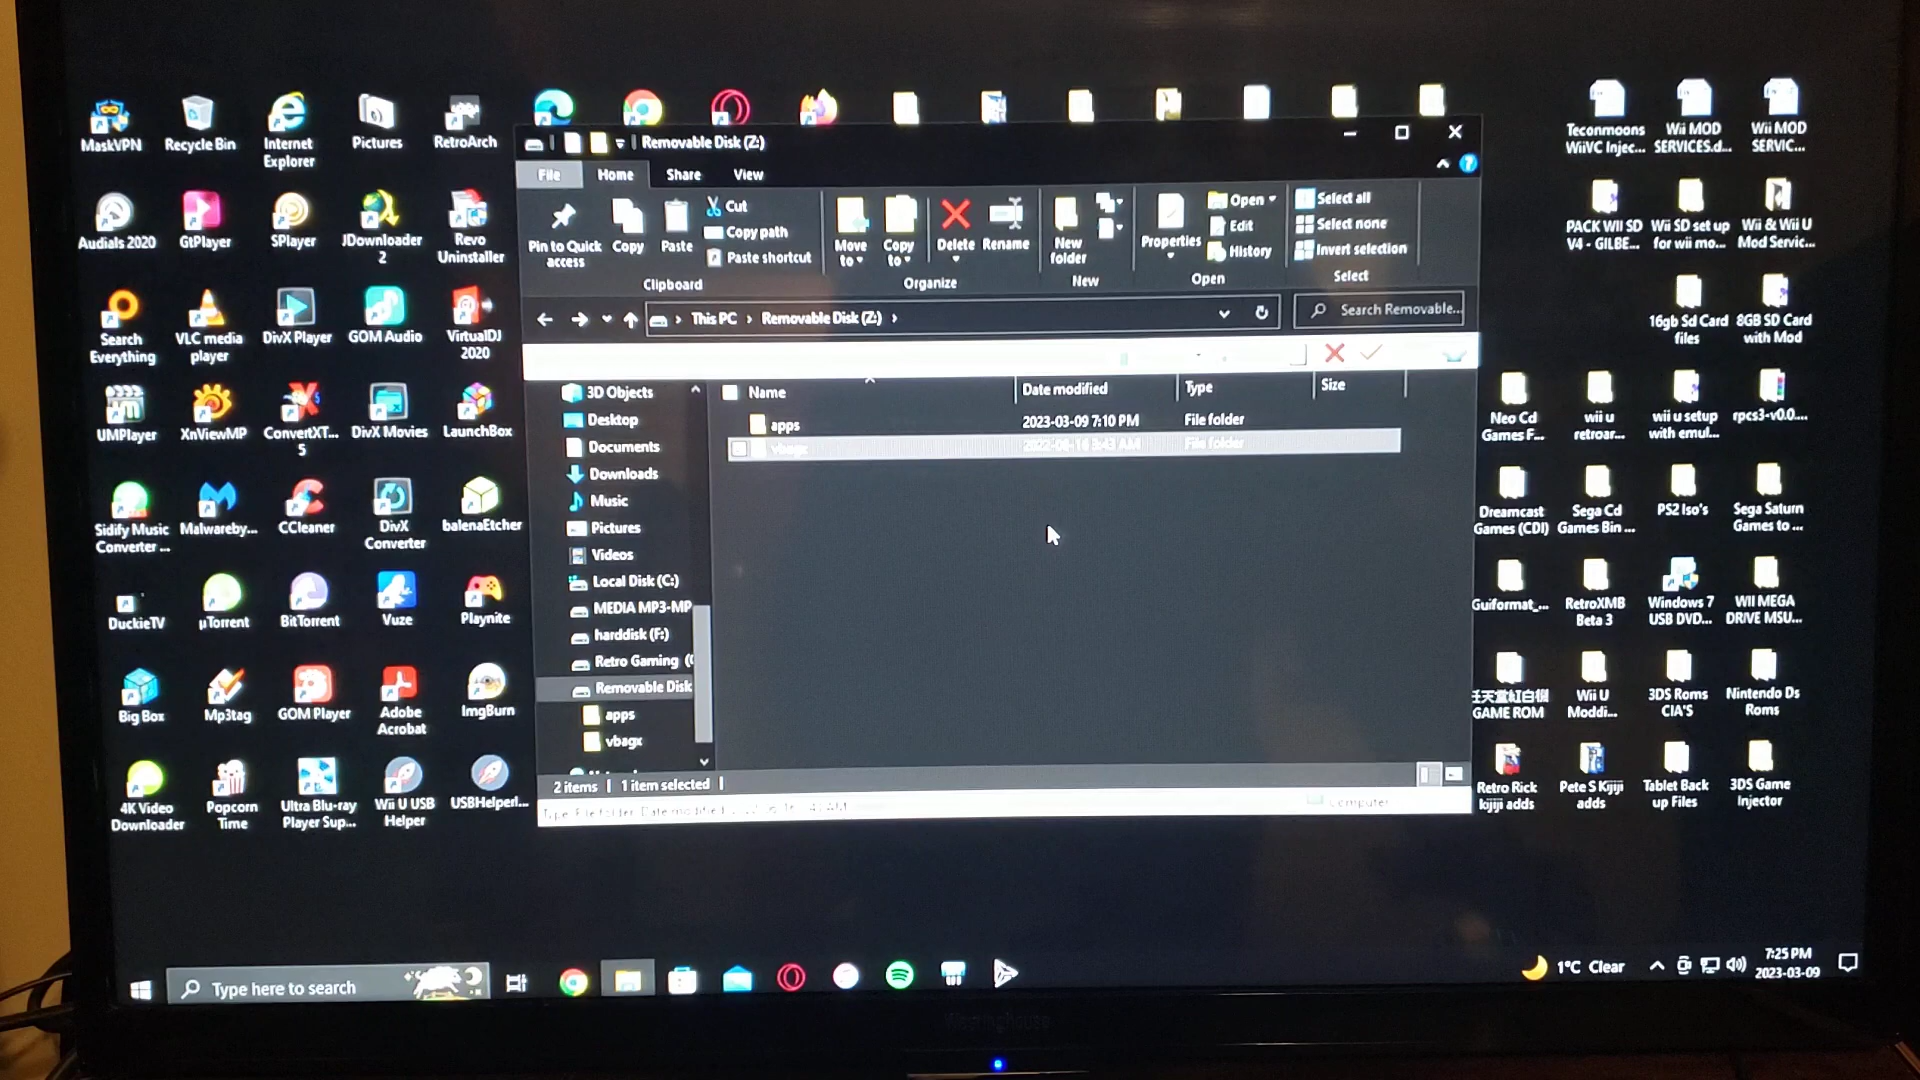 MaskVPN
Recycle Bin
Internet
Explorer
Pictures
RetroArch
Audials 2020
GtPlayer
SPlayer
JDownloader
2
Revo
Uninstaller
Search
Everything
VLC media
player
DivX Player
GOM Audio
VirtualDJ
2020
UMPlayer
XnViewMP
ConvertXT...
5
DivX Movies
LaunchBox
Sidify Music
Converter ...
Malwareby...
CCleaner
DivX
Converter
balenaEtcher
DuckieTV
µTorrent
BitTorrent
Vuze
Playnite
Big Box
Mp3tag
GOM Player
Adobe
Acrobat
ImgBurn
4K Video
Downloader
Popcorn
Time
Ultra Blu-ray
Player Sup...
Wii U USB
Helper
USBHelperl...
Removable Disk (Z:)
File
Home
Share
View
Pin to Quick
access
Copy
Paste
Cut
Copy path
Paste shortcut
Clipboard
Move
to
Copy
to
Delete
Rename
Organize
New
folder
New
Properties
Open
Edit
History
Open
Select all
Select none
Invert selection
Select
This PC > Removable Disk (Z:) >
Search Removable...
3D Objects
Desktop
Documents
Downloads
Music
Pictures
Videos
Local Disk (C:)
MEDIA MP3-MP
harddisk (F:)
Retro Gaming
Removable Disk
apps
vbagx
Name
Date modified
Type
Size
apps
2023-03-09 7:10 PM
File folder
vbagx
File folder
2 items
1 item selected
Computer
Teconmoons
WiiVC Injec...
Wii MOD
SERVICES.d...
Wii MOD
SERVIC...
PACK WII SD
V4 - GILBE...
Wii SD set up
for wii mo...
Wii & Wii U
Mod Servic...
16gb Sd Card
files
8GB SD Card
with Mod
Neo Cd
Games F...
wii u
retroar...
wii u setup
with emul...
rpcs3-v0.0....
Dreamcast
Games (CDI)
Sega Cd
Games Bin ...
PS2 Iso's
Sega Saturn
Games to ...
Guiformat_...
RetroXMB
Beta 3
Windows 7
USB DVD...
WII MEGA
DRIVE MSU...
任天堂紅白機
GAME ROM
Wii U
Moddi...
3DS Roms
CIA'S
Nintendo Ds
Roms
Retro Rick
kijiji adds
Pete S Kijiji
adds
Tablet Back
up Files
3DS Game
Injector
Type here to search
1°C Clear
7:25 PM
2023-03-09
Westinghouse